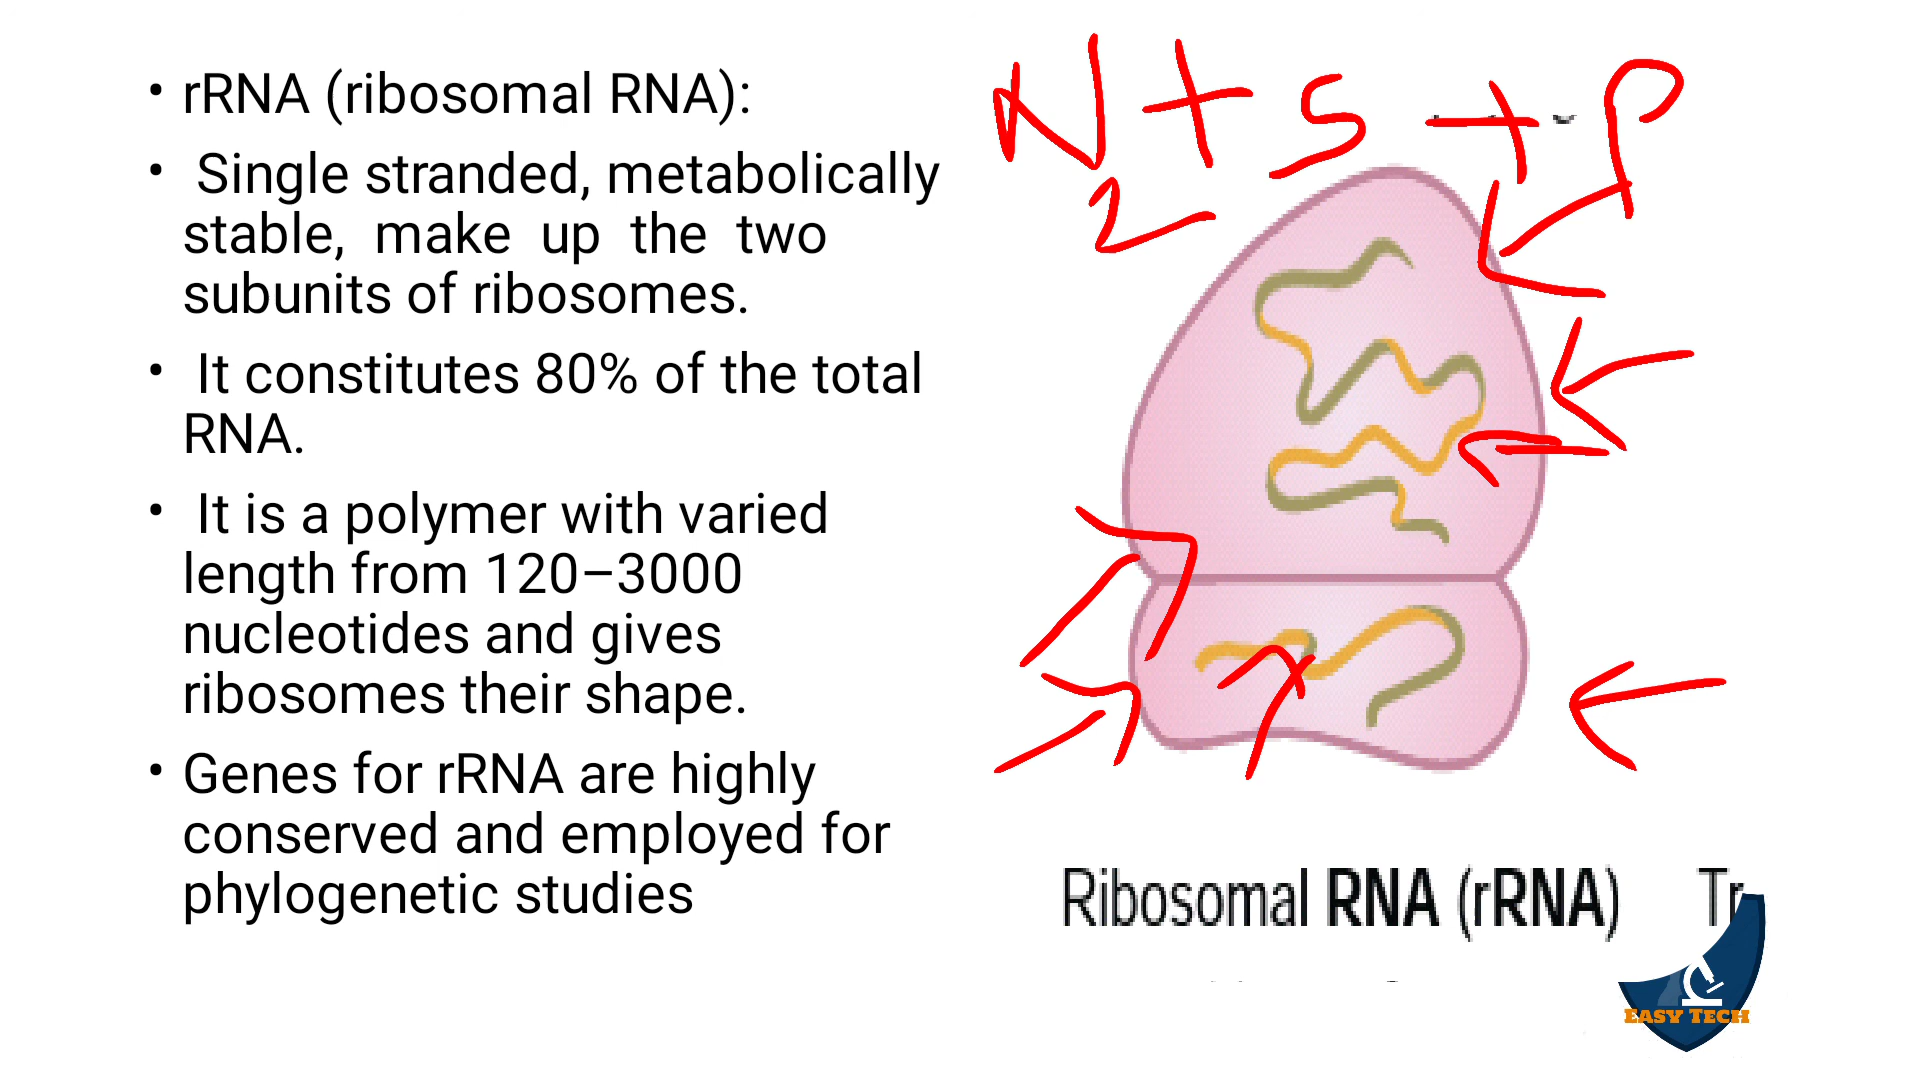 • rRNA (ribosomal RNA):
• Single stranded, metabolically
stable, make up the two
subunits of ribosomes.
• It constitutes 80% of the total
RNA.
• It is a polymer with varied
length from 120–3000
nucleotides and gives
ribosomes their shape.
• Genes for rRNA are highly
conserved and employed for
phylogenetic studies
N + S + P
2
Ribosomal RNA (rRNA) Tr
EASY TECH